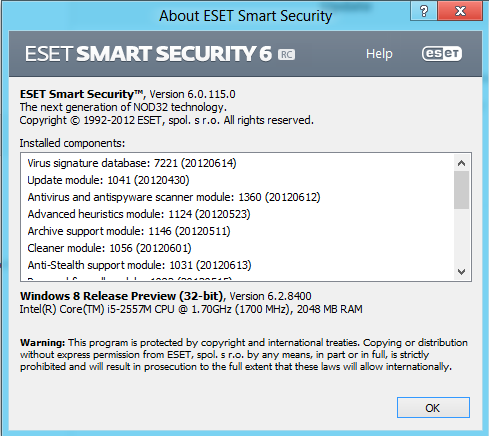 About ESET Smart Security
?
ESET SMART SECURITY 6 RC
Help
eset
ESET Smart Security™, Version 6.0.115.0
The next generation of NOD32 technology.
Copyright © 1992-2012 ESET, spol. s r.o. All rights reserved.
Installed components:
Virus signature database: 7221 (20120614)
Update module: 1041 (20120430)
Antivirus and antispyware scanner module: 1360 (20120612)
Advanced heuristics module: 1124 (20120523)
Archive support module: 1146 (20120511)
Cleaner module: 1056 (20120601)
Anti-Stealth support module: 1031 (20120613)
Windows 8 Release Preview (32-bit), Version 6.2.8400
Intel(R) Core(TM) i5-2557M CPU @ 1.70GHz (1700 MHz), 2048 MB RAM
Warning: This program is protected by copyright and international treaties. Copying or distribution
without express permission from ESET, spol. s r.o. by any means, in part or in full, is strictly
prohibited and will result in prosecution to the full extent that these laws will allow internationally.
OK